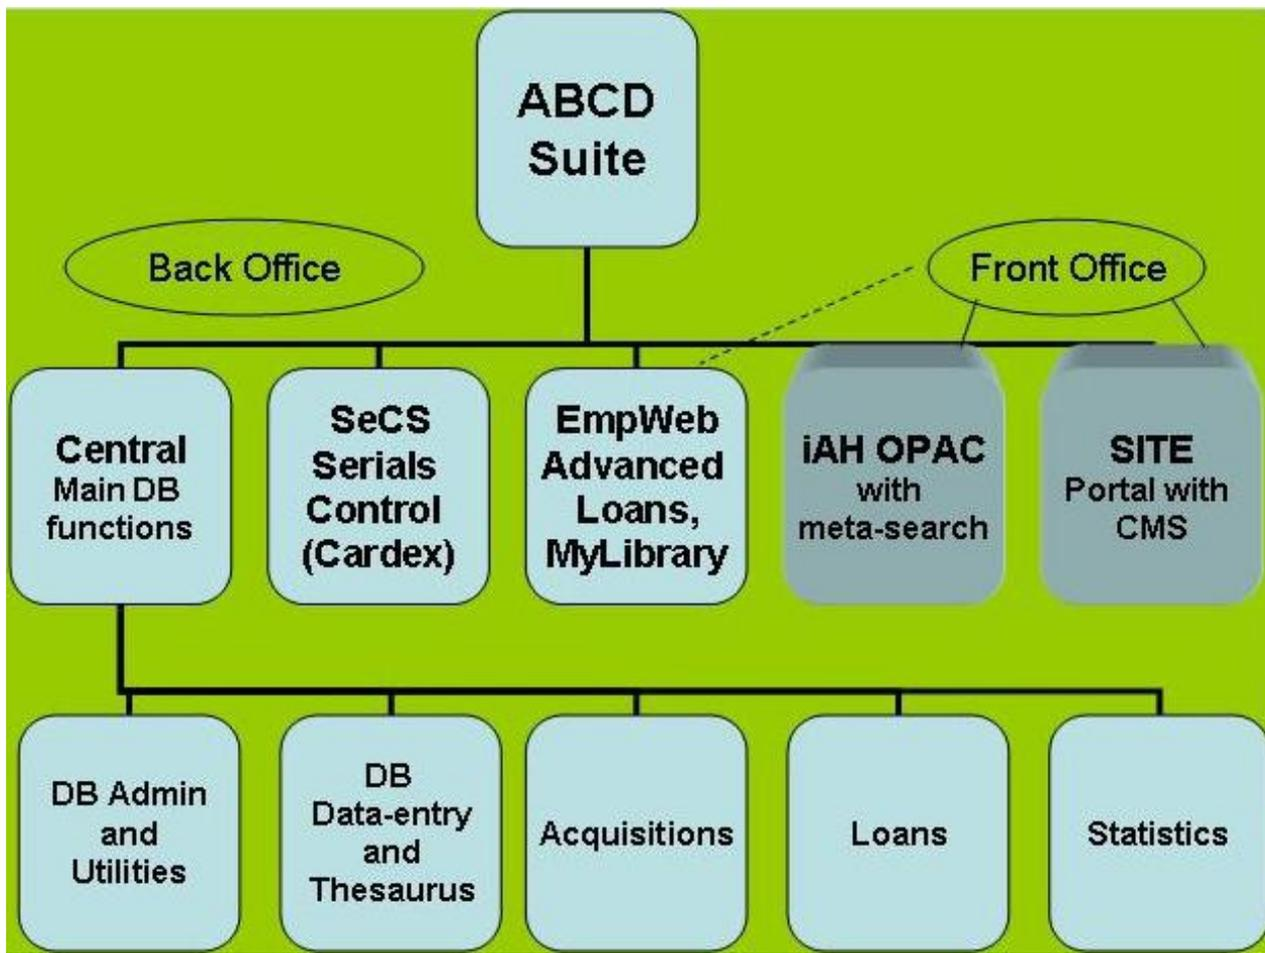 ABCD
Suite
Back Office
Front Office
Central
Main DB
functions
SeCS
Serials
Control
(Cardex)
EmpWeb
Advanced
Loans,
MyLibrary
iAH OPAC
with
meta-search
SITE
Portal with
CMS
DB Admin
and
Utilities
DB
Data-entry
and
Thesaurus
Acquisitions
Loans
Statistics